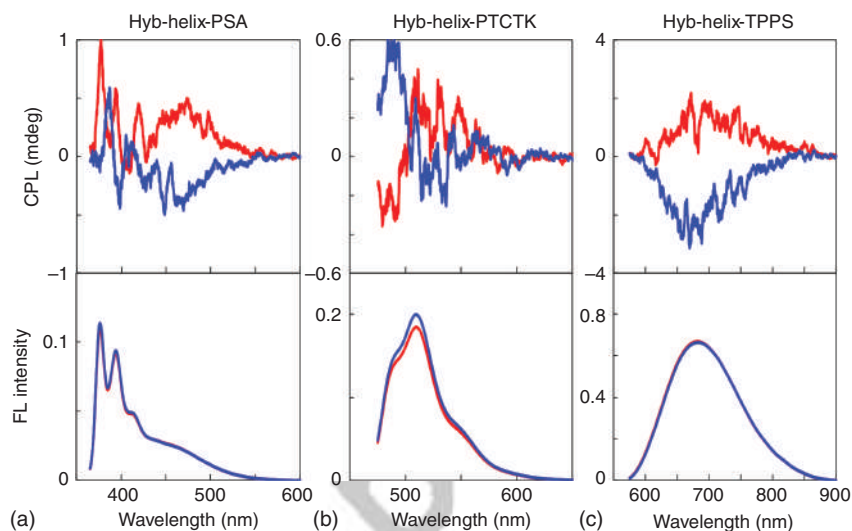 Hyb-helix-PSA Hyb-helix-PTCTK Hyb-helix-TPPS
1 0.6 4
CPL (mdeg)
0 0 0
−1 −0.6 −4
0.1 0.2 0.8
FL intensity
0.4
0 0 0
400 500 600 500 600 600 700 800 900
(a) Wavelength (nm) (b) Wavelength (nm) (c) Wavelength (nm)